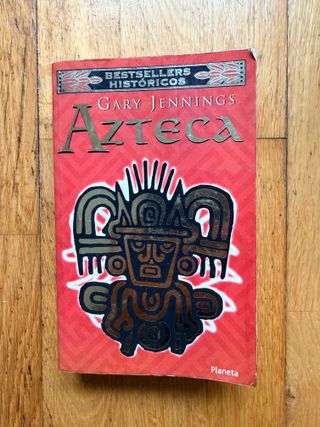 BESTSELLERS
HISTÓRICOS
GARY JENNINGS
AZTECA
Planeta